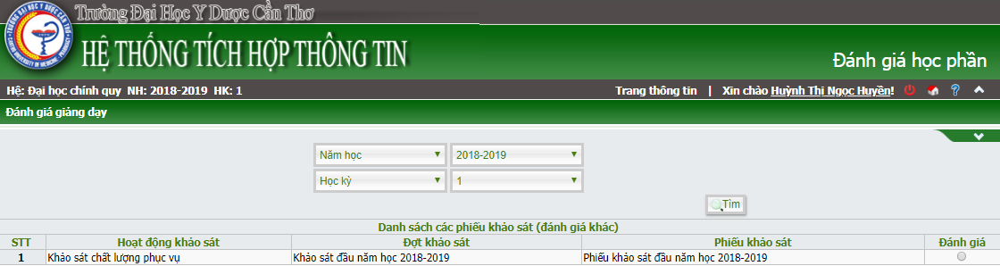 Trường Đại Học Y Dược Cần Thơ
HỆ THỐNG TÍCH HỢP THÔNG TIN
Đánh giá học phần
Hệ: Đại học chính quy NH: 2018-2019 HK: 1
Trang thông tin | Xin chào Huỳnh Thị Ngọc Huyền!
Đánh giá giảng dạy
Năm học 2018-2019
Học kỳ 1
Tìm
Danh sách các phiếu khảo sát (đánh giá khác)
STT Hoạt động khảo sát Đợt khảo sát Phiếu khảo sát Đánh giá
1 Khảo sát chất lượng phục vụ Khảo sát đầu năm học 2018-2019 Phiếu khảo sát đầu năm học 2018-2019